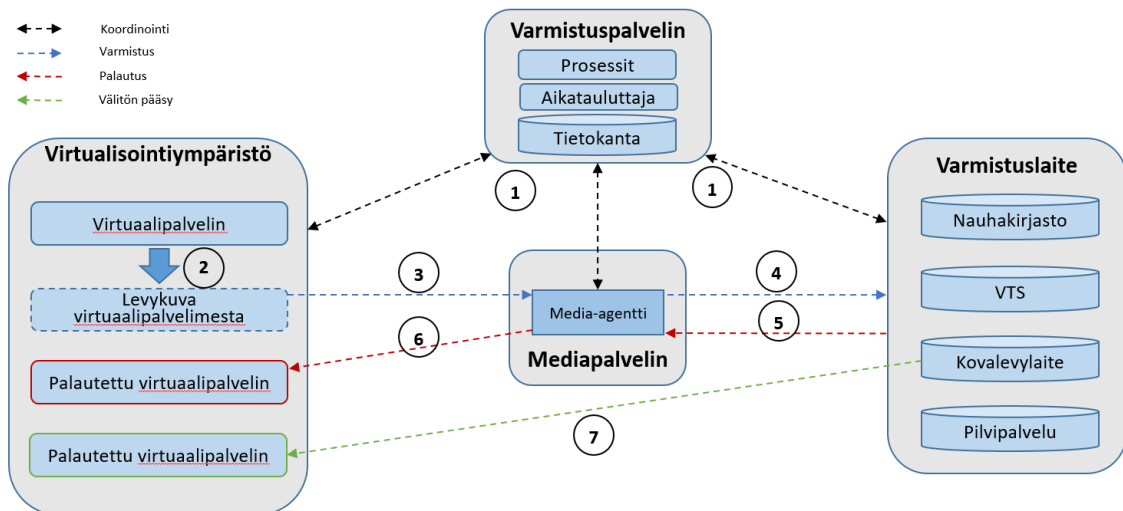 Koordinointi
Varmistus
Palautus
Välitön pääsy
Varmistuspalvelin
Prosessit
Aikatauluttaja
Tietokanta
Virtualisointiympäristö
Virtuaalipalvelin
2
Levykuva
virtuaalipalvelimesta
Palautettu virtuaalipalvelin
Palautettu virtuaalipalvelin
1
1
3
4
Media-agentti
Mediapalvelin
5
6
7
Varmistuslaite
Nauhakirjasto
VTS
Kovalevylaite
Pilvipalvelu